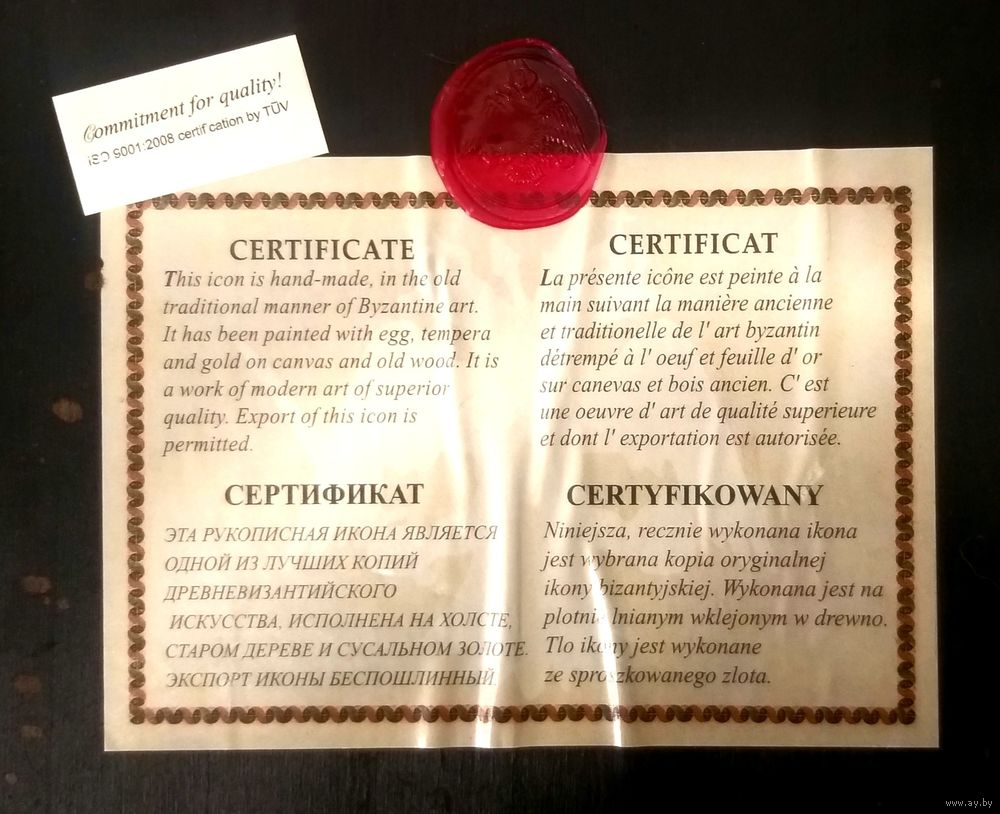 Commitment for quality!
ISO 9001:2008 certification by TŪV
CERTIFICATE
This icon is hand-made, in the old
traditional manner of Byzantine art.
It has been painted with egg, tempera
and gold on canvas and old wood. It is
a work of modern art of superior
quality. Export of this icon is
permitted.
CERTIFICAT
La présente icône est peinte à la
main suivant la manière ancienne
et traditionelle de l' art byzantin
détrempé à l' oeuf et feuille d' or
sur canevas et bois ancien. C' est
une oeuvre d' art de qualité superieure
et dont l' exportation est autorisée.
СЕРТИФИКАТ
ЭТА РУКОПИСНАЯ ИКОНА ЯВЛЯЕТСЯ
ОДНОЙ ИЗ ЛУЧШИХ КОПИЙ
ДРЕВНЕВИЗАНТИЙСКОГО
ИСКУССТВА, ИСПОЛНЕНА НА ХОЛСТЕ,
СТАРОМ ДЕРЕВЕ И СУСАЛЬНОМ ЗОЛОТЕ.
ЭКСПОРТ ИКОНЫ БЕСПОШЛИННЫЙ
CERTYFIKOWANY
Niniejsza, recznie wykonana ikona
jest wybrana kopia oryginalnej
ikony bizantyjskiej. Wykonana jest na
plotnie lnianym wklejonym w drewno.
Tlo ikony jest wykonane
ze sproszkowanego zlota.
www.ay.by